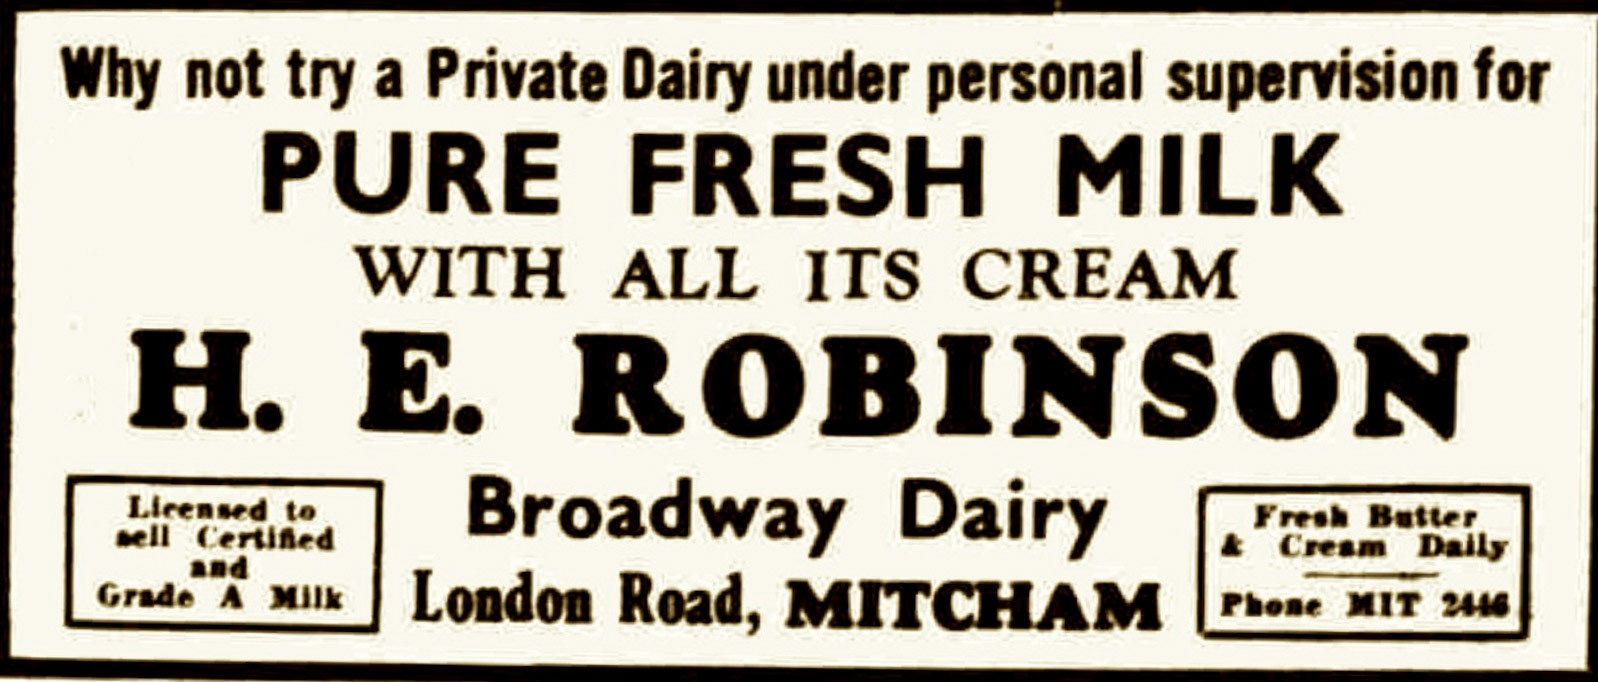 Why not try a Private Dairy under personal supervision for
PURE FRESH MILK
WITH ALL ITS CREAM
H. E. ROBINSON
Licensed to
sell Certified
and
Grade A Milk
Broadway Dairy
London Road, MITCHAM
Fresh Butter
& Cream Daily
Phone MIT 2446